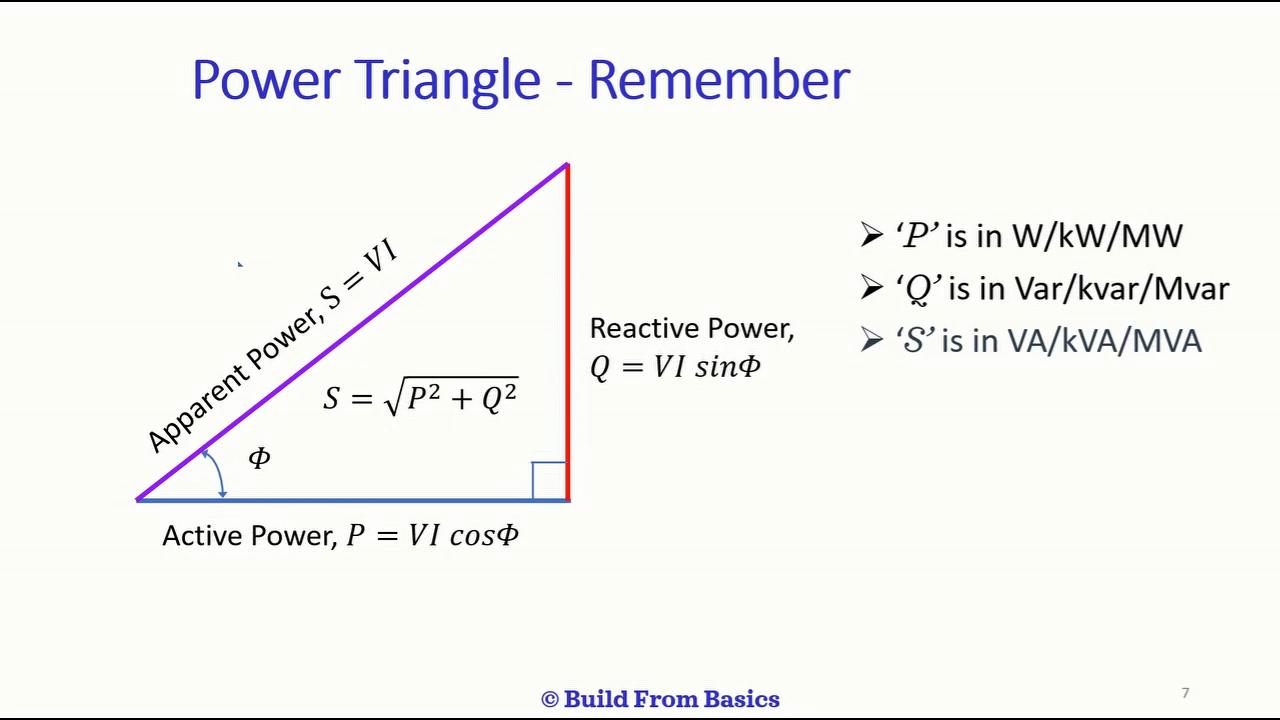 Power Triangle - Remember
Apparent Power, S = VI
S = √(P² + Q²)
Φ
Reactive Power,
Q = VI sinΦ
Active Power, P = VI cosΦ
➢ ‘P’ is in W/kW/MW
➢ ‘Q’ is in Var/kvar/Mvar
➢ ‘S’ is in VA/kVA/MVA
© Build From Basics
7